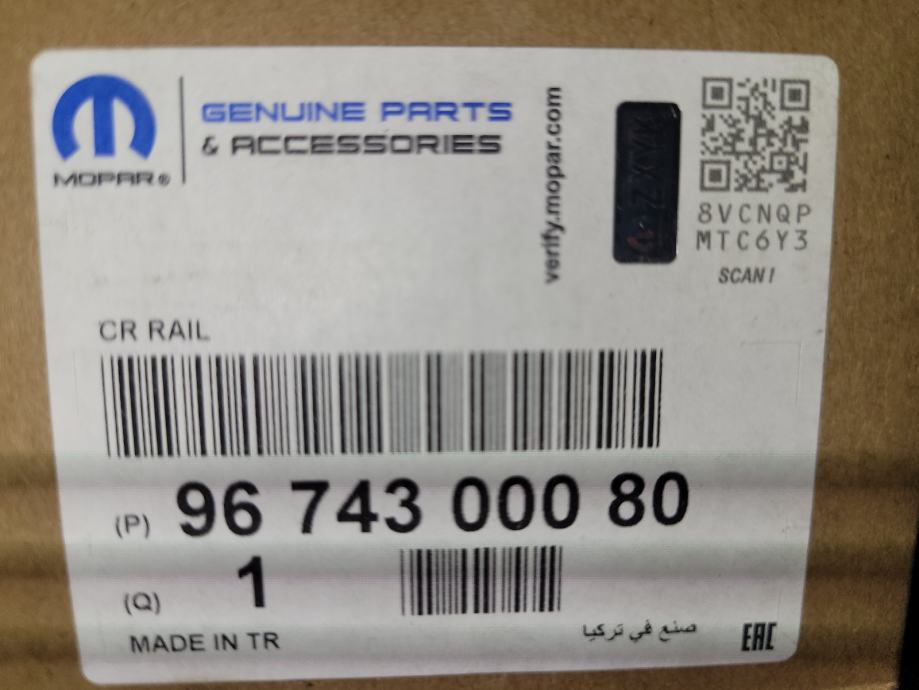 MOPAR®
GENUINE PARTS
& ACCESSORIES
verify.mopar.com
8VCNQP
MTC6Y3
SCAN!
CR RAIL
(P) 96 743 000 80
(Q) 1
MADE IN TR
صنع في تركيا
EAC